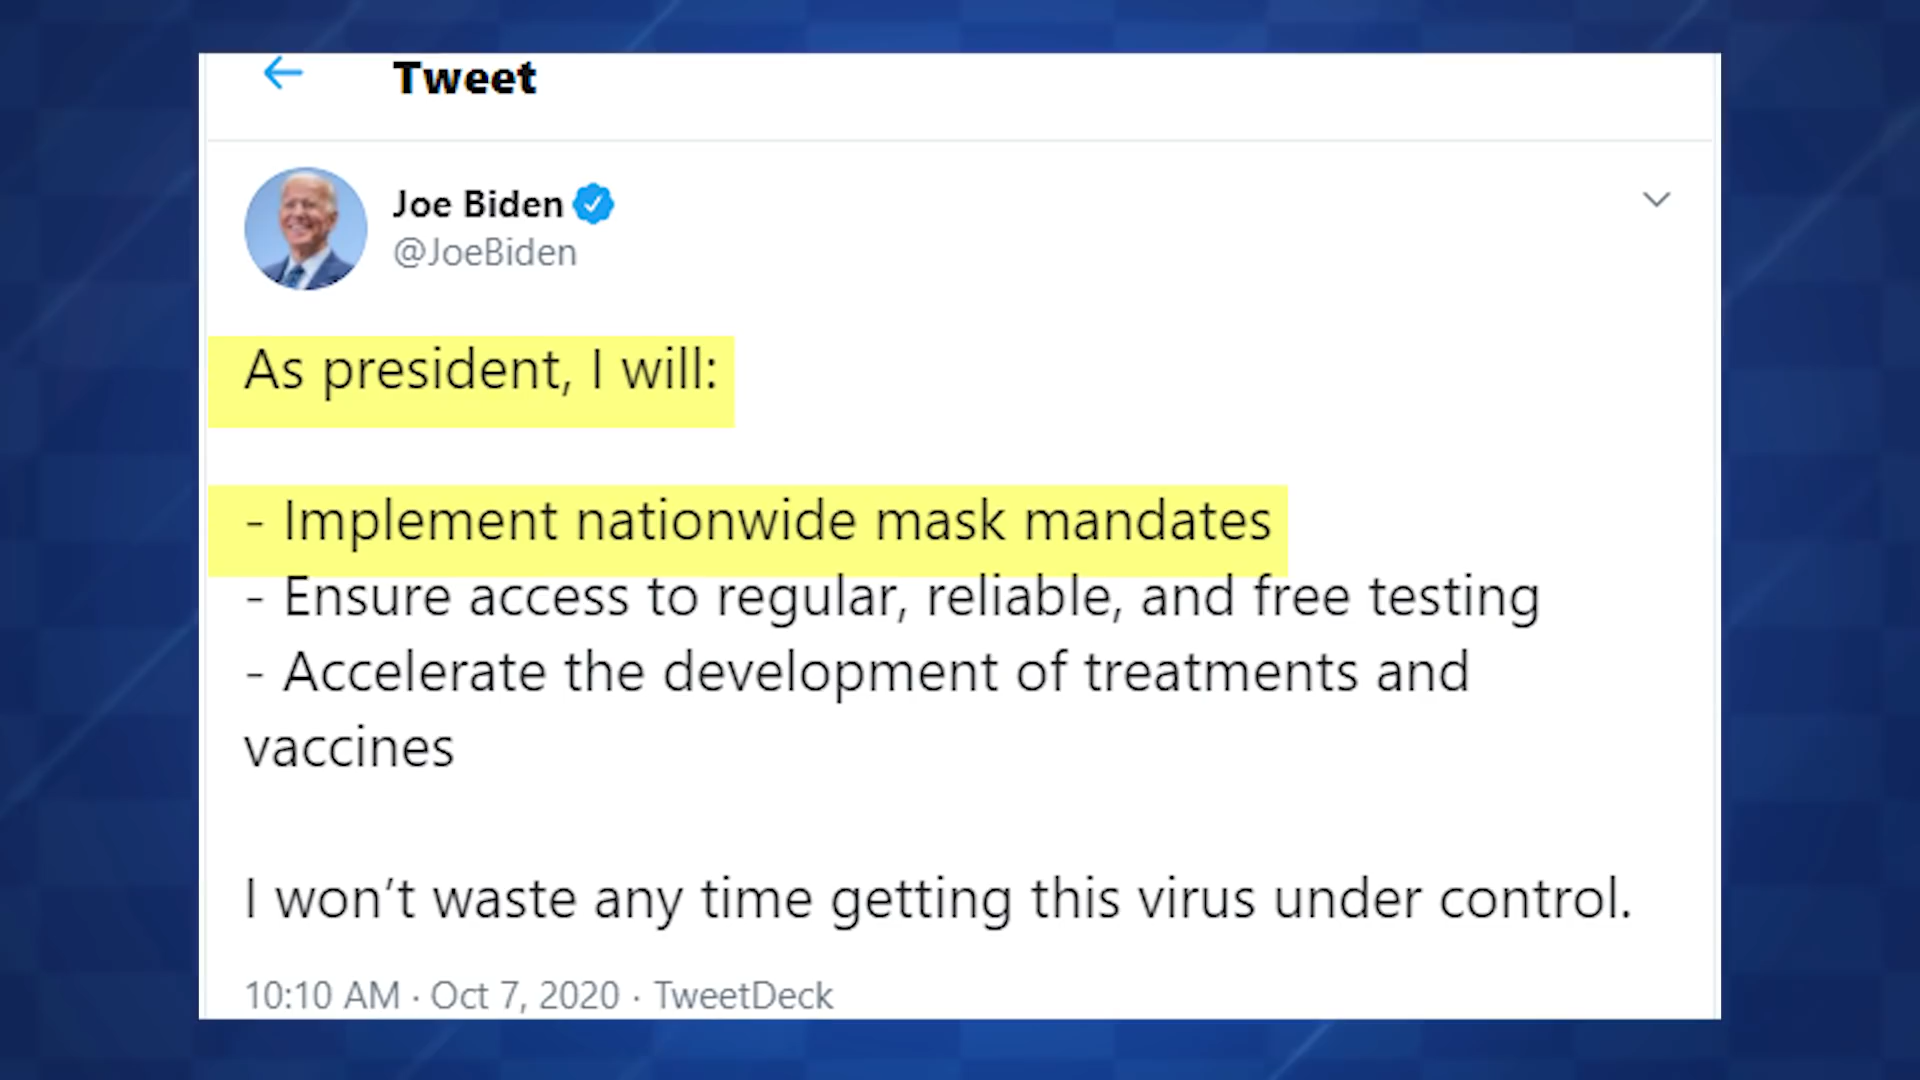 Tweet
Joe Biden
@JoeBiden
As president, I will:
- Implement nationwide mask mandates
- Ensure access to regular, reliable, and free testing
- Accelerate the development of treatments and
vaccines
I won’t waste any time getting this virus under control.
10:10 AM · Oct 7, 2020 · TweetDeck